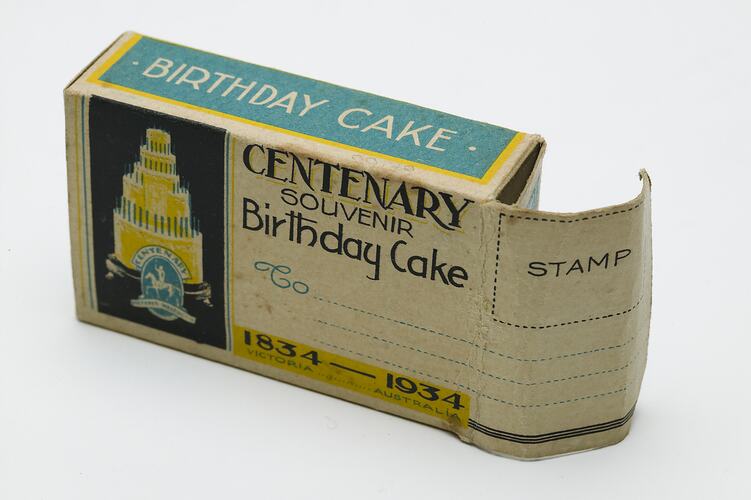 · BIRTHDAY CAKE ·
CENTENARY
SOUVENIR
Birthday Cake
To
STAMP
CENTENARY
1834 — 1934
VICTORIA AUSTRALIA